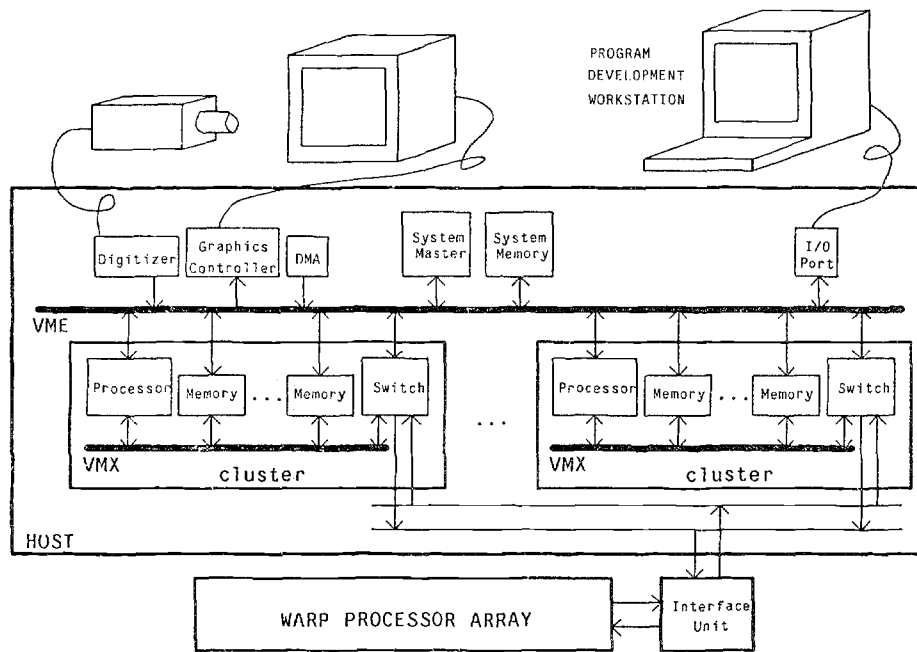 PROGRAM
DEVELOPMENT
WORKSTATION
Digitizer
Graphics
Controller
DMA
System
Master
System
Memory
I/O
Port
VME
Processor
Memory
...
Memory
Switch
...
Processor
Memory
...
Memory
Switch
VMX
cluster
VMX
cluster
HOST
WARP PROCESSOR ARRAY
Interface
Unit